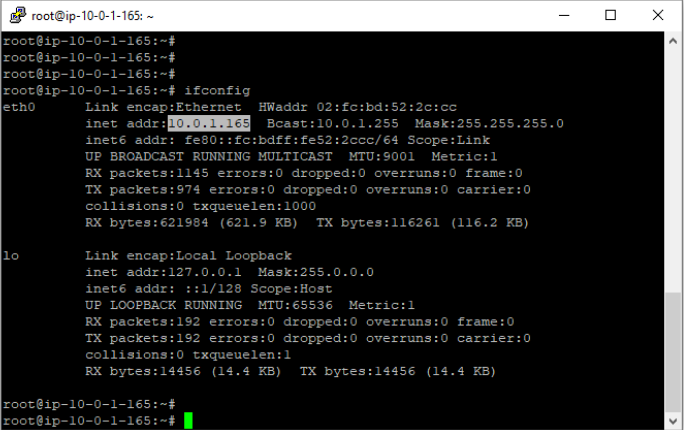 root@ip-10-0-1-165: ~
root@ip-10-0-1-165:~#
root@ip-10-0-1-165:~#
root@ip-10-0-1-165:~#
root@ip-10-0-1-165:~# ifconfig
eth0      Link encap:Ethernet  HWaddr 02:fc:bd:52:2c:cc
          inet addr:10.0.1.165  Bcast:10.0.1.255  Mask:255.255.255.0
          inet6 addr: fe80::fc:bdff:fe52:2ccc/64 Scope:Link
          UP BROADCAST RUNNING MULTICAST  MTU:9001  Metric:1
          RX packets:1145 errors:0 dropped:0 overruns:0 frame:0
          TX packets:974 errors:0 dropped:0 overruns:0 carrier:0
          collisions:0 txqueuelen:1000
          RX bytes:621984 (621.9 KB)  TX bytes:116261 (116.2 KB)
lo        Link encap:Local Loopback
          inet addr:127.0.0.1  Mask:255.0.0.0
          inet6 addr: ::1/128 Scope:Host
          UP LOOPBACK RUNNING  MTU:65536  Metric:1
          RX packets:192 errors:0 dropped:0 overruns:0 frame:0
          TX packets:192 errors:0 dropped:0 overruns:0 carrier:0
          collisions:0 txqueuelen:1
          RX bytes:14456 (14.4 KB)  TX bytes:14456 (14.4 KB)
root@ip-10-0-1-165:~#
root@ip-10-0-1-165:~#